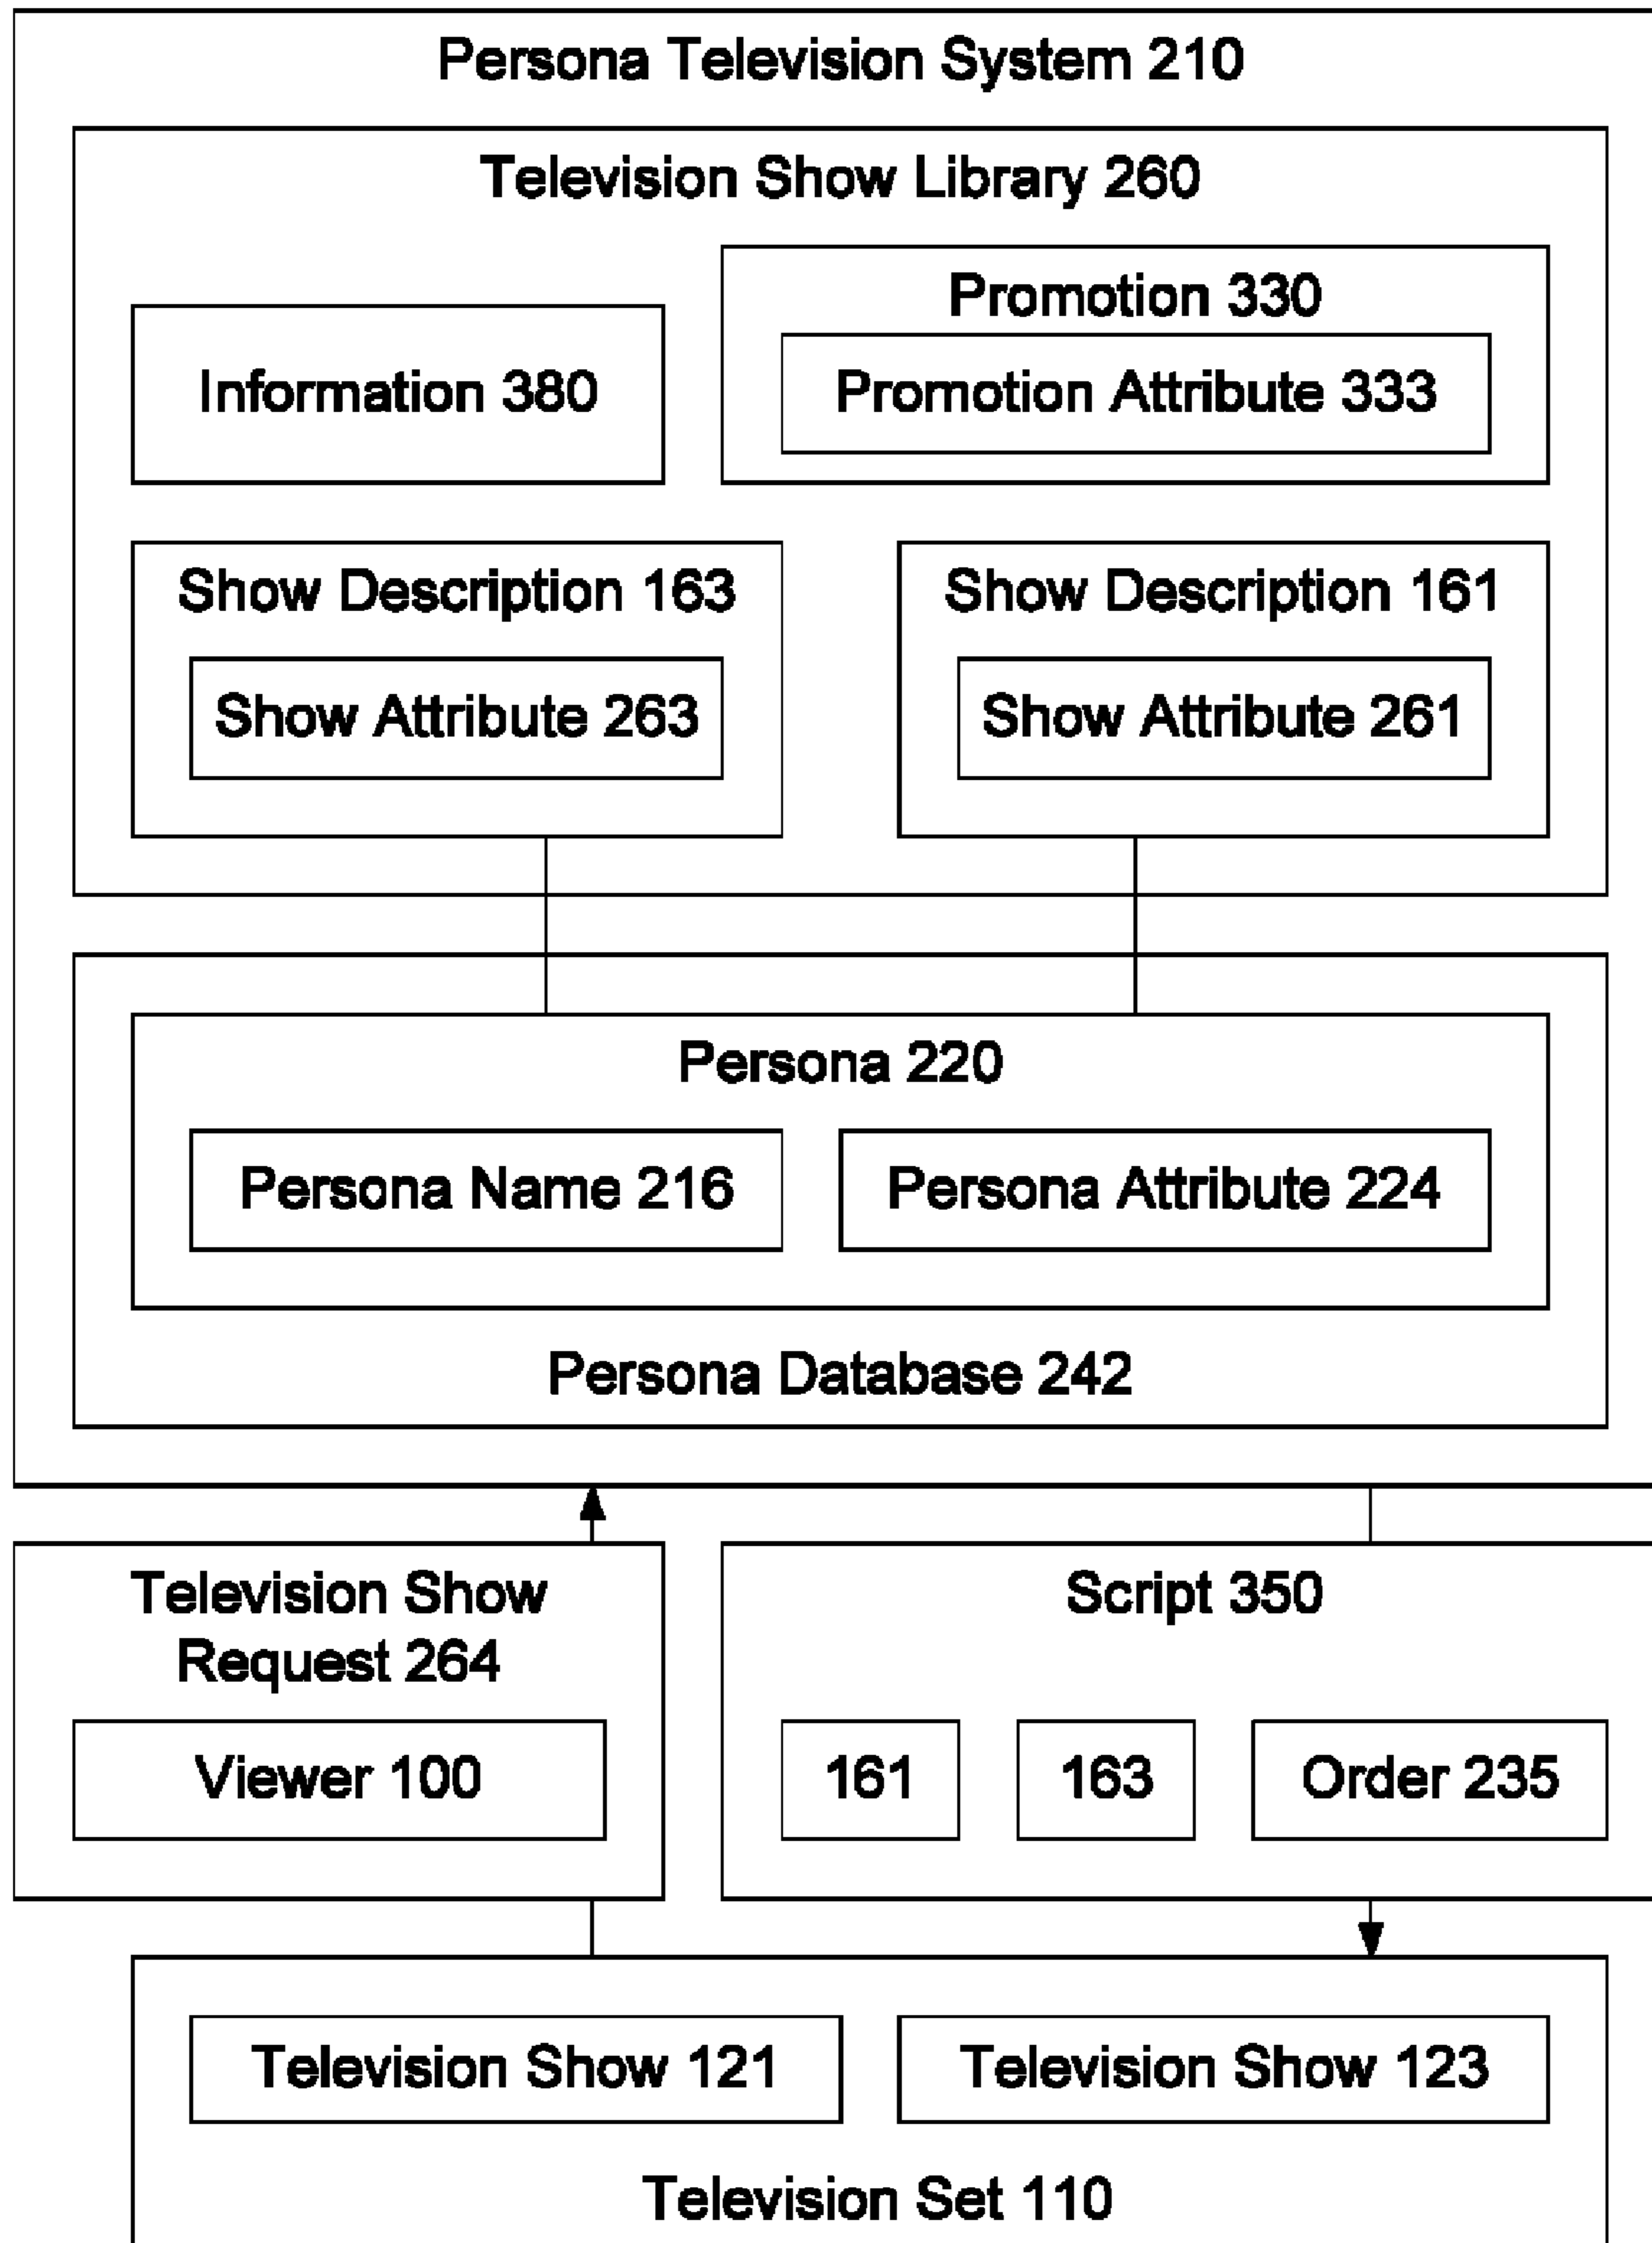 Persona Television System 210
Television Show Library 260
Promotion 330
Information 380
Promotion Attribute 333
Show Description 163
Show Description 161
Show Attribute 263
Show Attribute 261
Persona 220
Persona Name 216
Persona Attribute 224
Persona Database 242
Television Show
Request 264
Viewer 100
Script 350
161
163
Order 235
Television Show 121
Television Show 123
Television Set 110